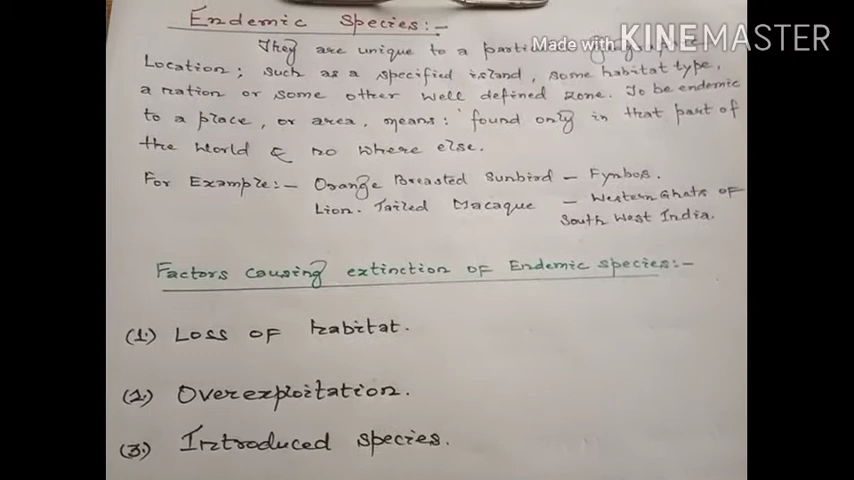 Endemic Species:-
Made with KINEMASTER
They are unique to a
Location; such as a specified island, some habitat type,
a nation or some other well defined zone. To be endemic
to a place, or area, means: found only in that part of
the world & no where else.
For Example:- Orange Breasted Sunbird - Fynbos.
Lion. Tailed Macaque - Western Ghats of
South West India.
Factors causing extinction of Endemic species:-
(1.) Loss of habitat.
(2.) Overexploitation.
(3.) Introduced species.